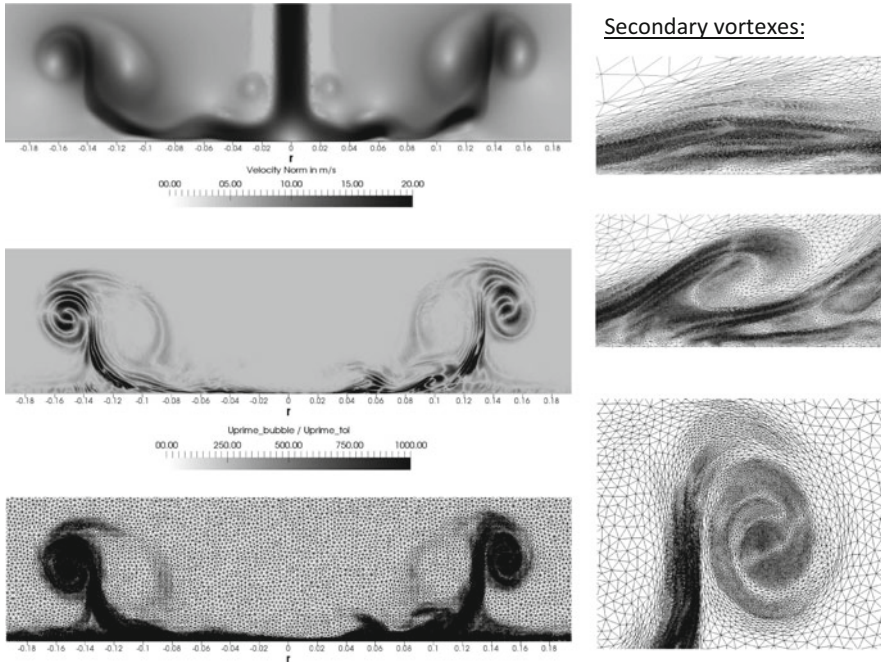 Secondary vortexes:
-0.18 -0.16 -0.14 -0.12 -0.1 -0.08 -0.06 -0.04 -0.02 0.00 0.02 0.04 0.06 0.08 0.1 0.12 0.14 0.16 0.18
r
Velocity Norm in m/s
00.00 05.00 10.00 15.00 20.00
-0.18 -0.16 -0.14 -0.12 -0.1 -0.08 -0.06 -0.04 -0.02 0.00 0.02 0.04 0.06 0.08 0.1 0.12 0.14 0.16 0.18
r
Uprime_bubble / Uprime_tol
00.00 250.00 500.00 750.00 1000.00
-0.18 -0.16 -0.14 -0.12 -0.1 -0.08 -0.06 -0.04 -0.02 0.00 0.02 0.04 0.06 0.08 0.1 0.12 0.14 0.16 0.18
r